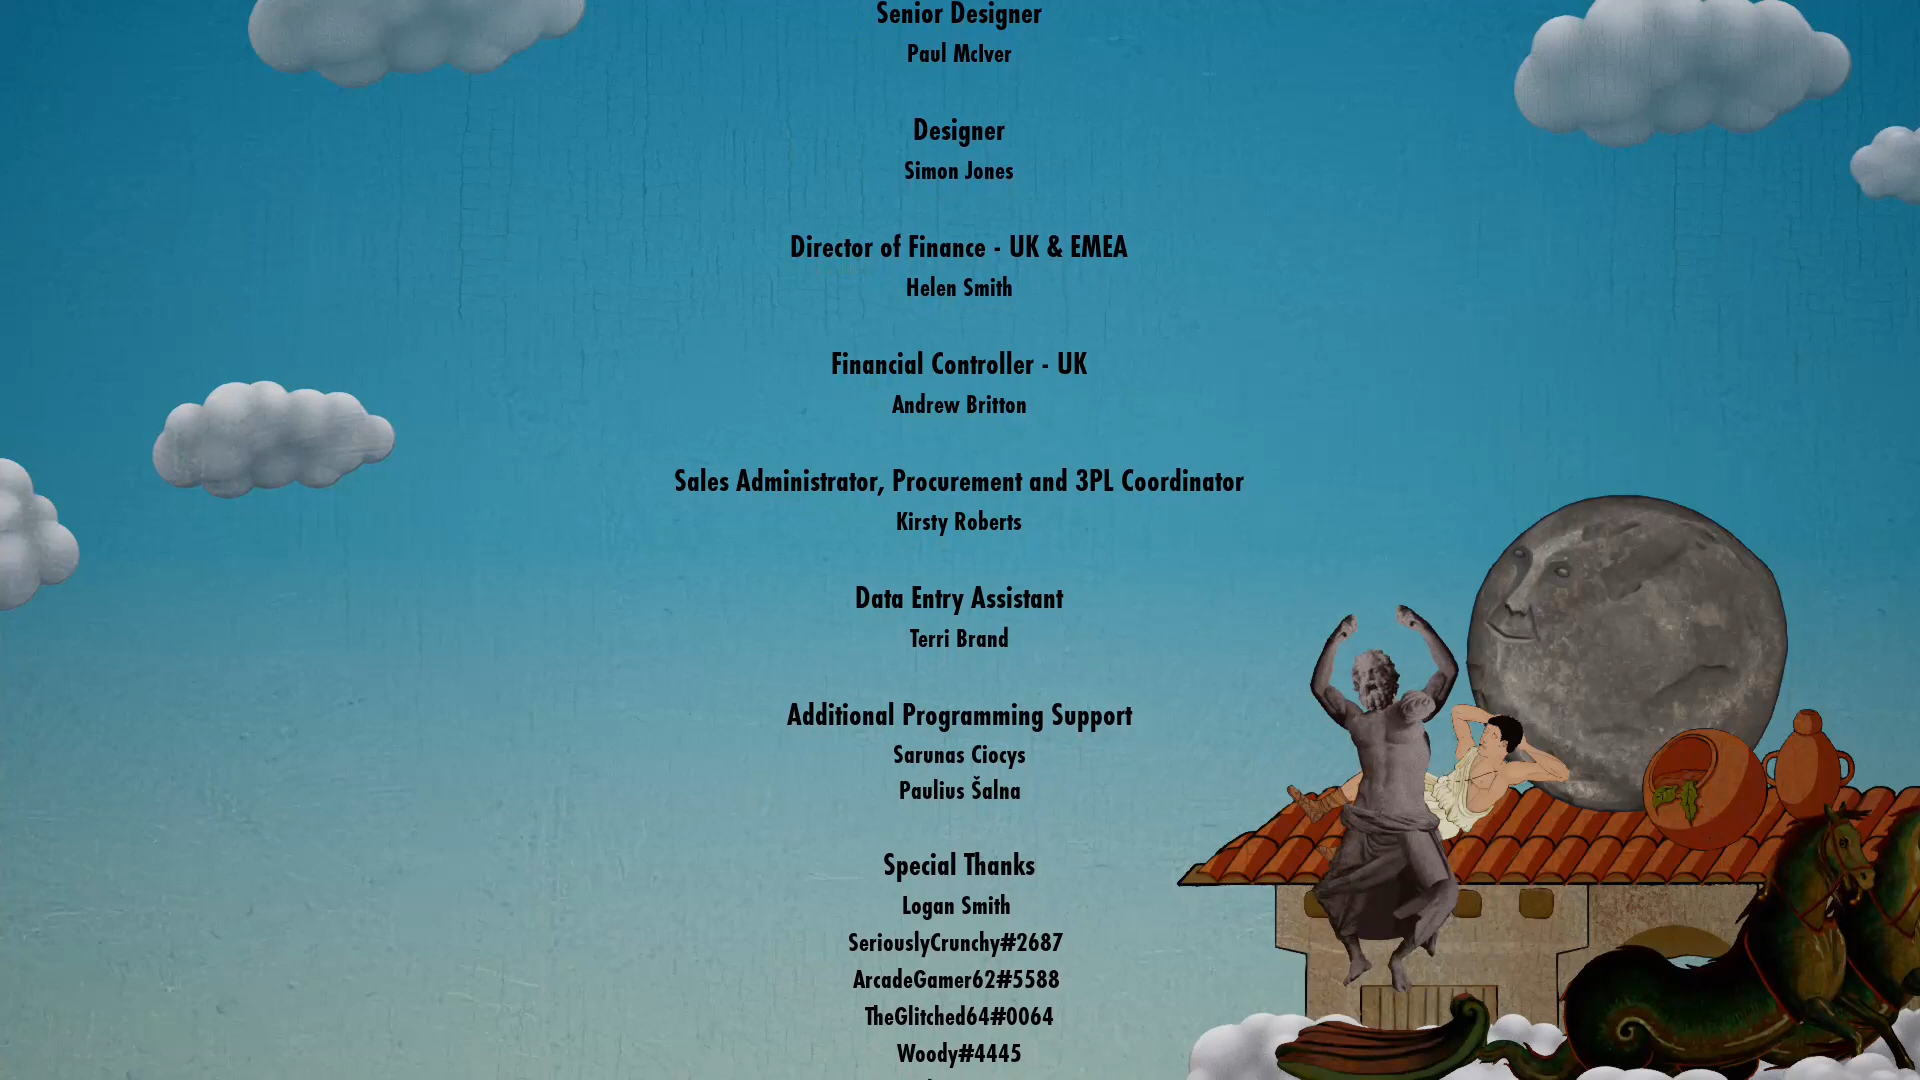 Senior Designer
Paul McIver
Designer
Simon Jones
Director of Finance - UK & EMEA
Helen Smith
Financial Controller - UK
Andrew Britton
Sales Administrator, Procurement and 3PL Coordinator
Kirsty Roberts
Data Entry Assistant
Terri Brand
Additional Programming Support
Sarunas Ciocys
Paulius Šalna
Special Thanks
Logan Smith
SeriouslyCrunchy#2687
ArcadeGamer62#5588
TheGlitched64#0064
Woody#4445